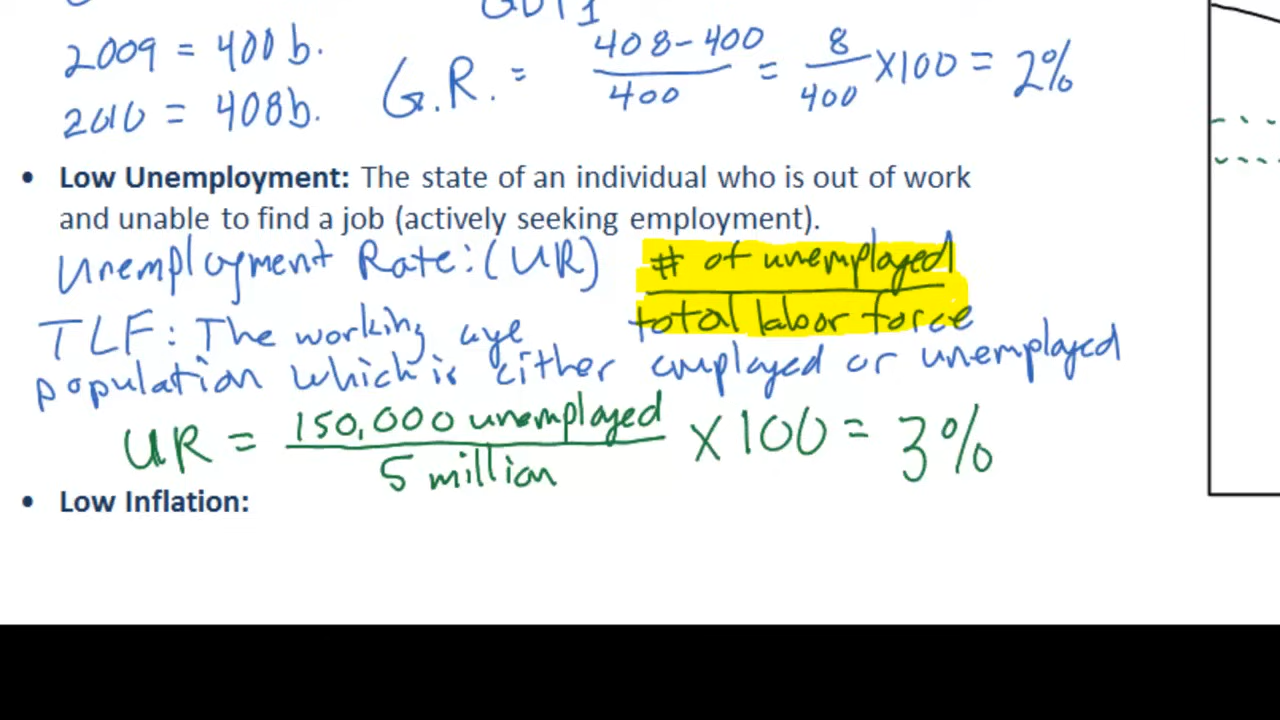 GDP1
2009 = 400 b.
G.R. = 408-400 / 400 = 8 / 400 X100 = 2%
2010 = 408b.
• Low Unemployment: The state of an individual who is out of work
and unable to find a job (actively seeking employment).
Unemployment Rate: (UR) # of unemployed / total labor force
TLF: The working age
population which is either employed or unemployed
UR = 150,000 unemployed / 5 million X 100 = 3%
• Low Inflation: